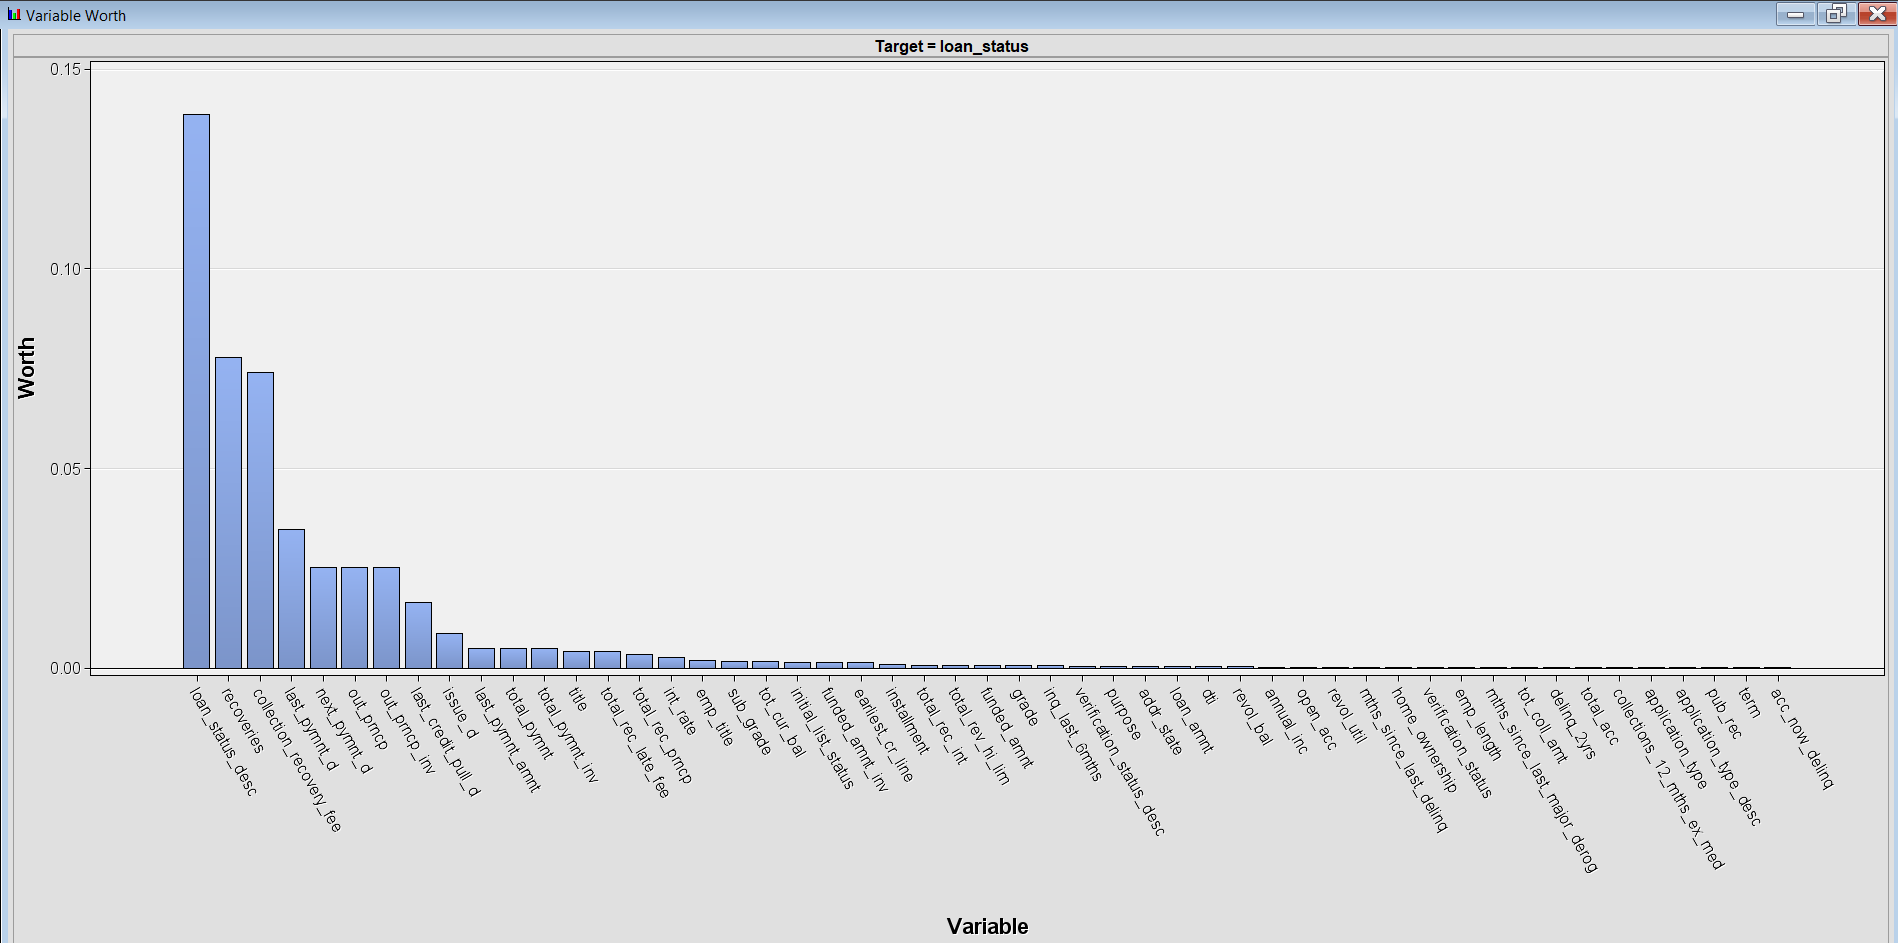 Variable Worth
Target = loan_status
0.15
0.10
0.05
0.00
Worth
loan_status_desc
recoveries
collection_recovery_fee
last_pymnt_d
next_pymnt_d
out_prncp
out_prncp_inv
last_credit_pull_d
issue_d
last_pymnt_amnt
total_pymnt
total_pymnt_inv
title
total_rec_late_fee
total_rec_prncp
int_rate
emp_title
sub_grade
tot_cur_bal
initial_list_status
funded_amnt_inv
earliest_cr_line
installment
total_rec_int
total_rev_hi_lim
funded_amnt
grade
inq_last_6mths
verification_status_desc
purpose
addr_state
loan_amnt
dti
revol_bal
annual_inc
open_acc
revol_util
mths_since_last_delinq
home_ownership
verification_status
emp_length
mths_since_last_major_derog
tot_coll_amt
delinq_2yrs
total_acc
collections_12_mths_ex_med
application_type
application_type_desc
pub_rec
term
acc_now_delinq
Variable